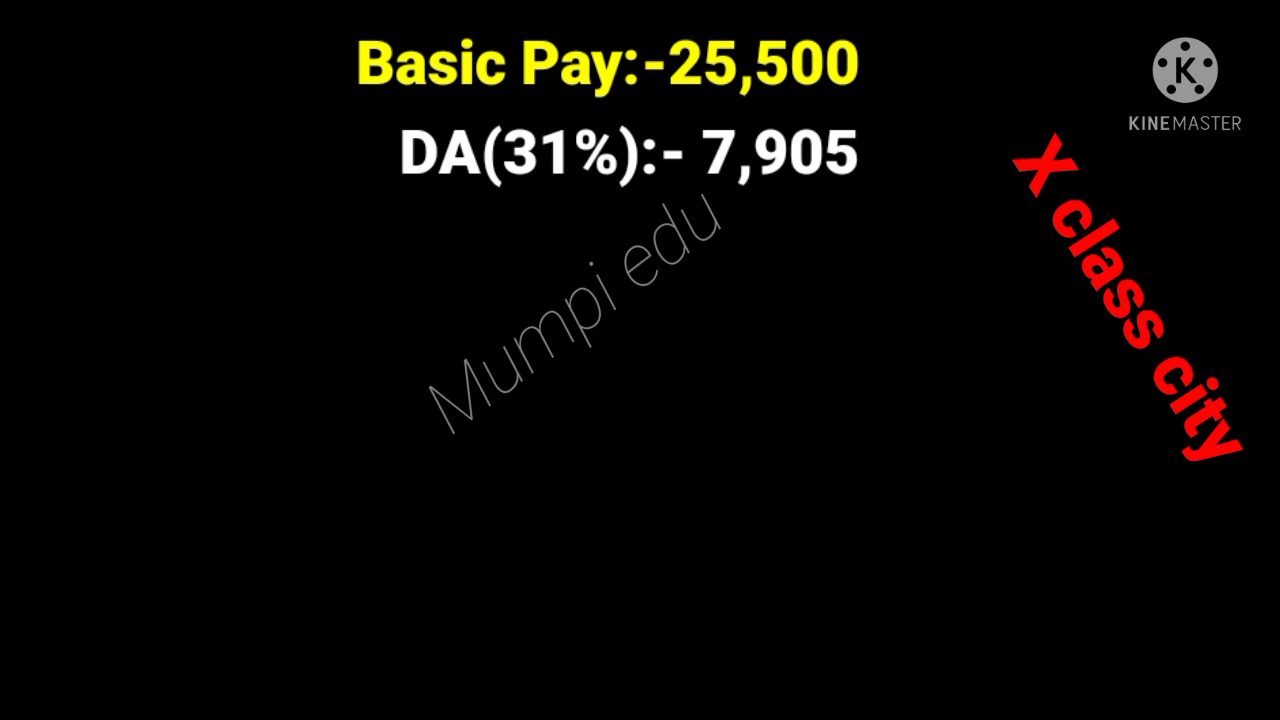 Basic Pay:-25,500
DA(31%):- 7,905
KINEMASTER
X class city
Mumpi edu